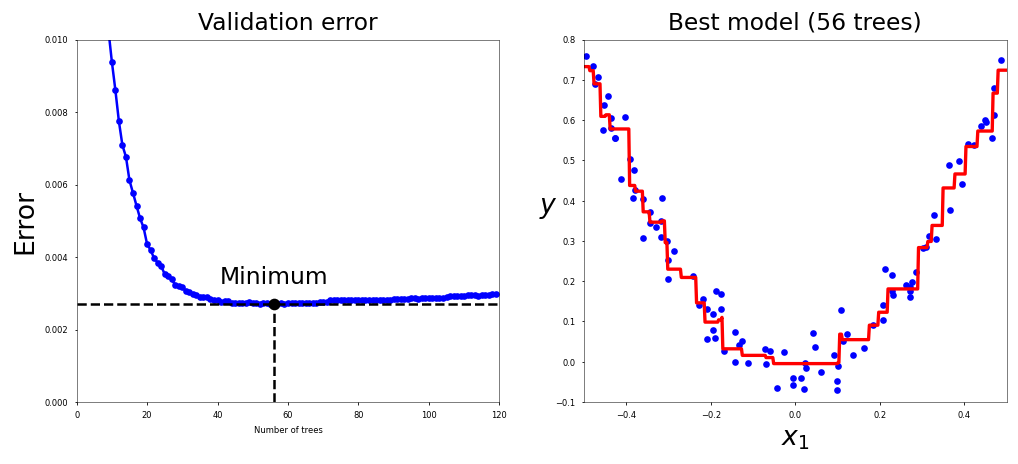 Validation error
0.010
0.008
0.006
0.004
0.002
0.000
Error
Minimum
0 20 40 60 80 100 120
Number of trees
Best model (56 trees)
0.8
0.7
0.6
0.5
0.4
0.3
0.2
0.1
0.0
−0.1
y
−0.4 −0.2 0.0 0.2 0.4
x₁